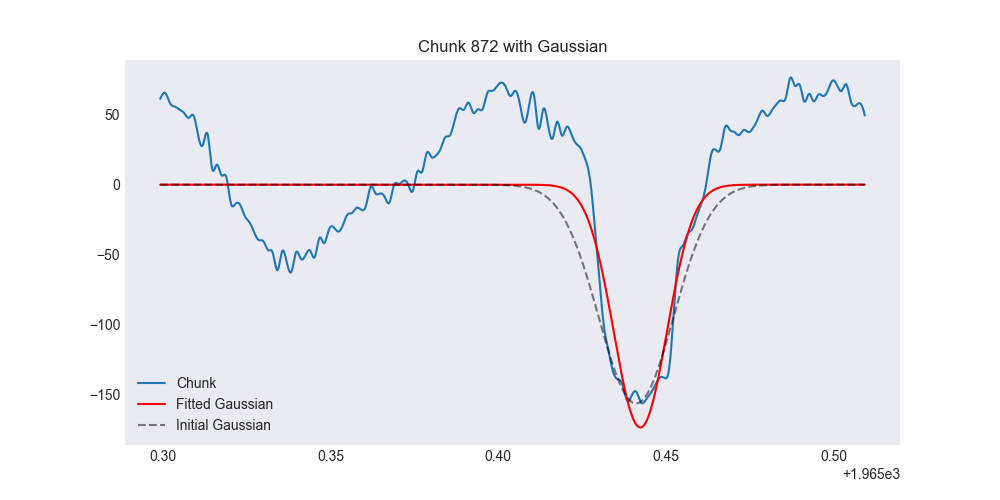 Chunk 872 with Gaussian
50
0
−50
−100
−150
Chunk
Fitted Gaussian
Initial Gaussian
0.30 0.35 0.40 0.45 0.50
+1.965e3